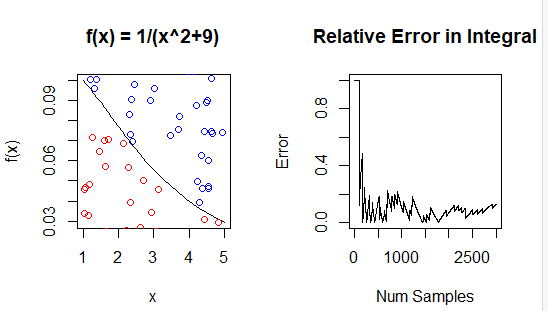 f(x) = 1/(x^2+9)
f(x)
0.09
0.06
0.03
1 2 3 4 5
x
Relative Error in Integral
Error
0.8
0.4
0.0
0 1000 2500
Num Samples